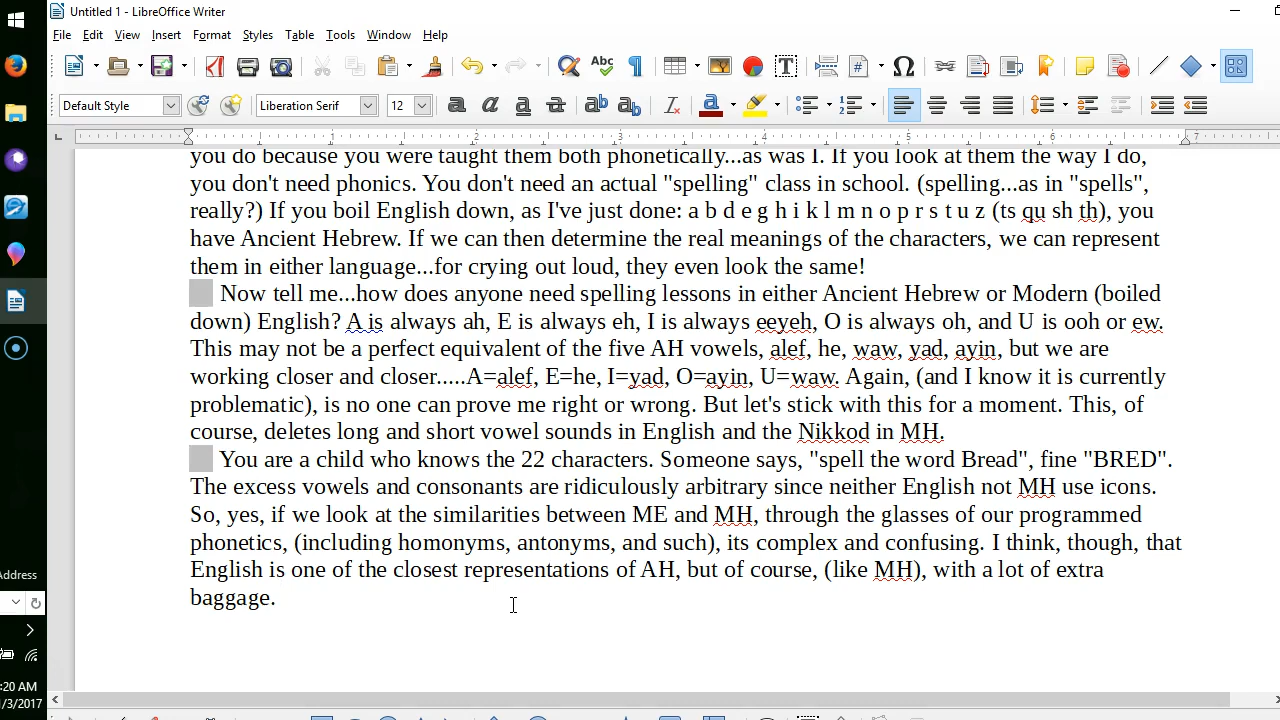 Untitled 1 - LibreOffice Writer
File Edit View Insert Format Styles Table Tools Window Help
Abc
Default Style Liberation Serif 12
1 2 3 4 5 6 7
you do because you were taught them both phonetically...as was I. If you look at them the way I do,
you don't need phonics. You don't need an actual "spelling" class in school. (spelling...as in "spells",
really?) If you boil English down, as I've just done: a b d e g h i k l m n o p r s t u z (ts qu sh th), you
have Ancient Hebrew. If we can then determine the real meanings of the characters, we can represent
them in either language...for crying out loud, they even look the same!
Now tell me...how does anyone need spelling lessons in either Ancient Hebrew or Modern (boiled
down) English? A is always ah, E is always eh, I is always eeyeh, O is always oh, and U is ooh or ew.
This may not be a perfect equivalent of the five AH vowels, alef, he, waw, yad, ayin, but we are
working closer and closer.....A=alef, E=he, I=yad, O=ayin, U=waw. Again, (and I know it is currently
problematic), is no one can prove me right or wrong. But let's stick with this for a moment. This, of
course, deletes long and short vowel sounds in English and the Nikkod in MH.
You are a child who knows the 22 characters. Someone says, "spell the word Bread", fine "BRED".
The excess vowels and consonants are ridiculously arbitrary since neither English not MH use icons.
So, yes, if we look at the similarities between ME and MH, through the glasses of our programmed
phonetics, (including homonyms, antonyms, and such), its complex and confusing. I think, though, that
English is one of the closest representations of AH, but of course, (like MH), with a lot of extra
baggage.
Address
:20 AM
/3/2017